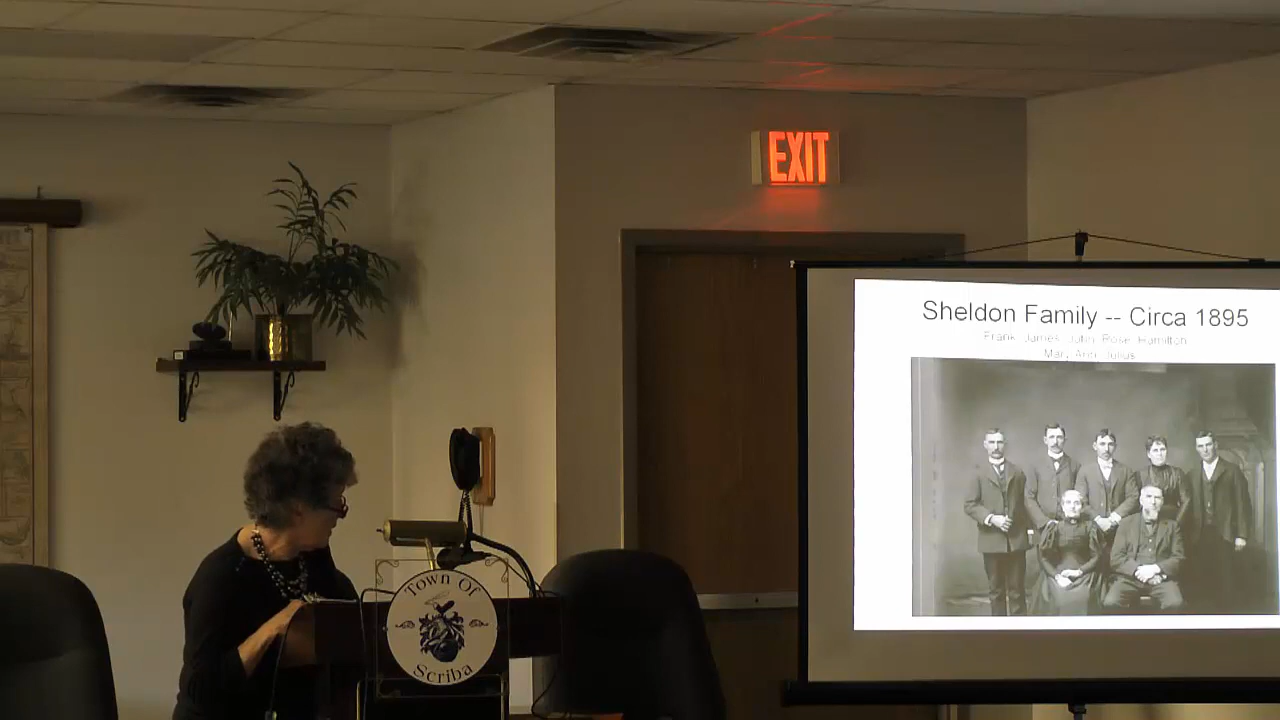 EXIT
Sheldon Family -- Circa 1895
Frank James John Rose Hamilton
Mary Ann Julius
Town Of
Scriba